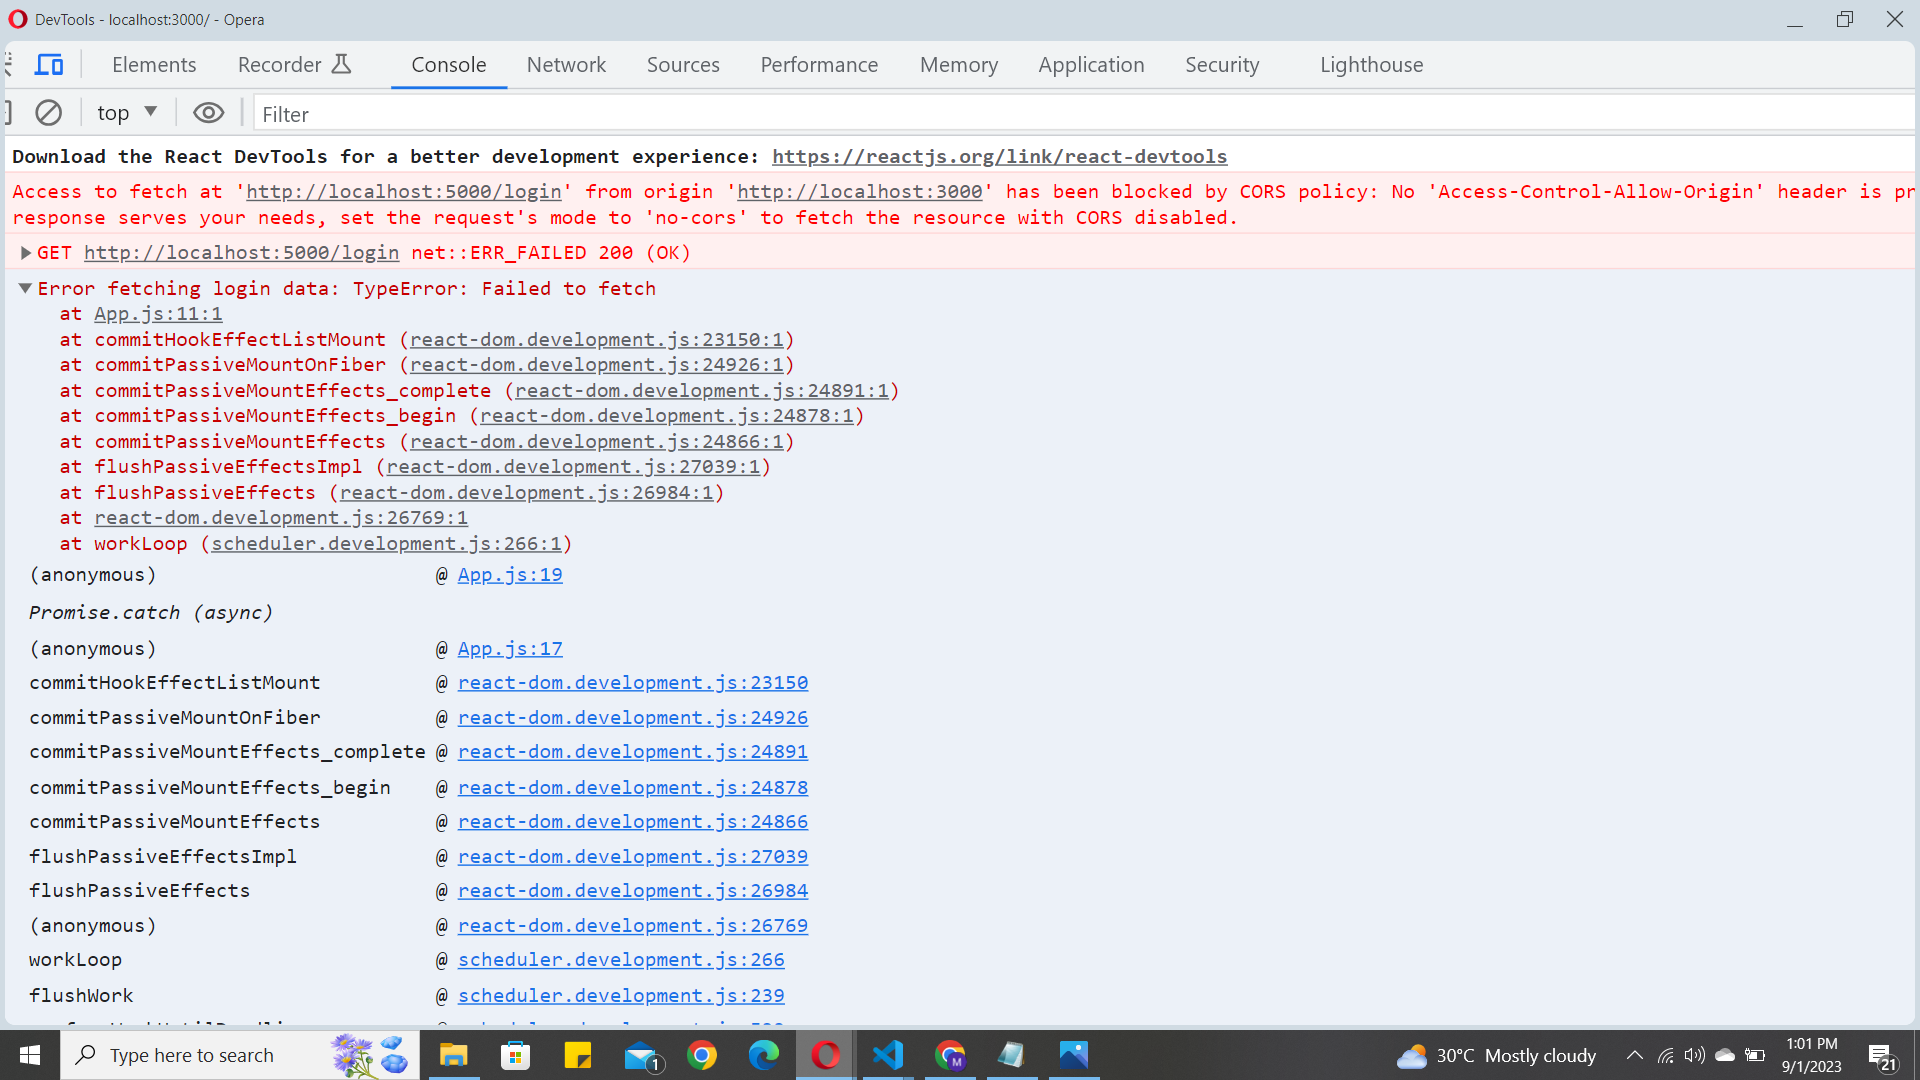 DevTools - localhost:3000/ - Opera
Elements Recorder Console Network Sources Performance Memory Application Security Lighthouse
top Filter
Download the React DevTools for a better development experience: https://reactjs.org/link/react-devtools
Access to fetch at 'http://localhost:5000/login' from origin 'http://localhost:3000' has been blocked by CORS policy: No 'Access-Control-Allow-Origin' header is pr
response serves your needs, set the request's mode to 'no-cors' to fetch the resource with CORS disabled.
GET http://localhost:5000/login net::ERR_FAILED 200 (OK)
Error fetching login data: TypeError: Failed to fetch
at App.js:11:1
at commitHookEffectListMount (react-dom.development.js:23150:1)
at commitPassiveMountOnFiber (react-dom.development.js:24926:1)
at commitPassiveMountEffects_complete (react-dom.development.js:24891:1)
at commitPassiveMountEffects_begin (react-dom.development.js:24878:1)
at commitPassiveMountEffects (react-dom.development.js:24866:1)
at flushPassiveEffectsImpl (react-dom.development.js:27039:1)
at flushPassiveEffects (react-dom.development.js:26984:1)
at react-dom.development.js:26769:1
at workLoop (scheduler.development.js:266:1)
(anonymous) @ App.js:19
Promise.catch (async)
(anonymous) @ App.js:17
commitHookEffectListMount @ react-dom.development.js:23150
commitPassiveMountOnFiber @ react-dom.development.js:24926
commitPassiveMountEffects_complete @ react-dom.development.js:24891
commitPassiveMountEffects_begin @ react-dom.development.js:24878
commitPassiveMountEffects @ react-dom.development.js:24866
flushPassiveEffectsImpl @ react-dom.development.js:27039
flushPassiveEffects @ react-dom.development.js:26984
(anonymous) @ react-dom.development.js:26769
workLoop @ scheduler.development.js:266
flushWork @ scheduler.development.js:239
Type here to search 1 M 30°C Mostly cloudy 1:01 PM
9/1/2023 21